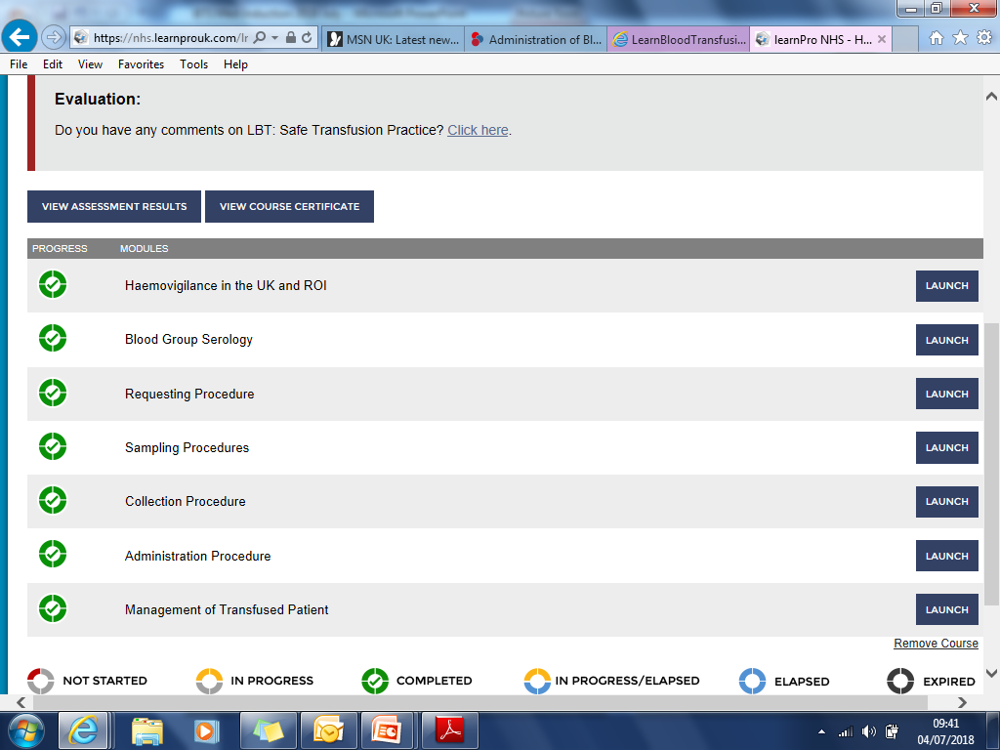 https://nhs.learnprouk.com/lr
MSN UK: Latest new...
Administration of Bl...
LearnBloodTransfusi...
learnPro NHS - H...
File Edit View Favorites Tools Help
Evaluation:
Do you have any comments on LBT: Safe Transfusion Practice? Click here.
VIEW ASSESSMENT RESULTS VIEW COURSE CERTIFICATE
PROGRESS MODULES
Haemovigilance in the UK and ROI LAUNCH
Blood Group Serology LAUNCH
Requesting Procedure LAUNCH
Sampling Procedures LAUNCH
Collection Procedure LAUNCH
Administration Procedure LAUNCH
Management of Transfused Patient LAUNCH
Remove Course
NOT STARTED IN PROGRESS COMPLETED IN PROGRESS/ELAPSED ELAPSED EXPIRED
09:41
04/07/2018